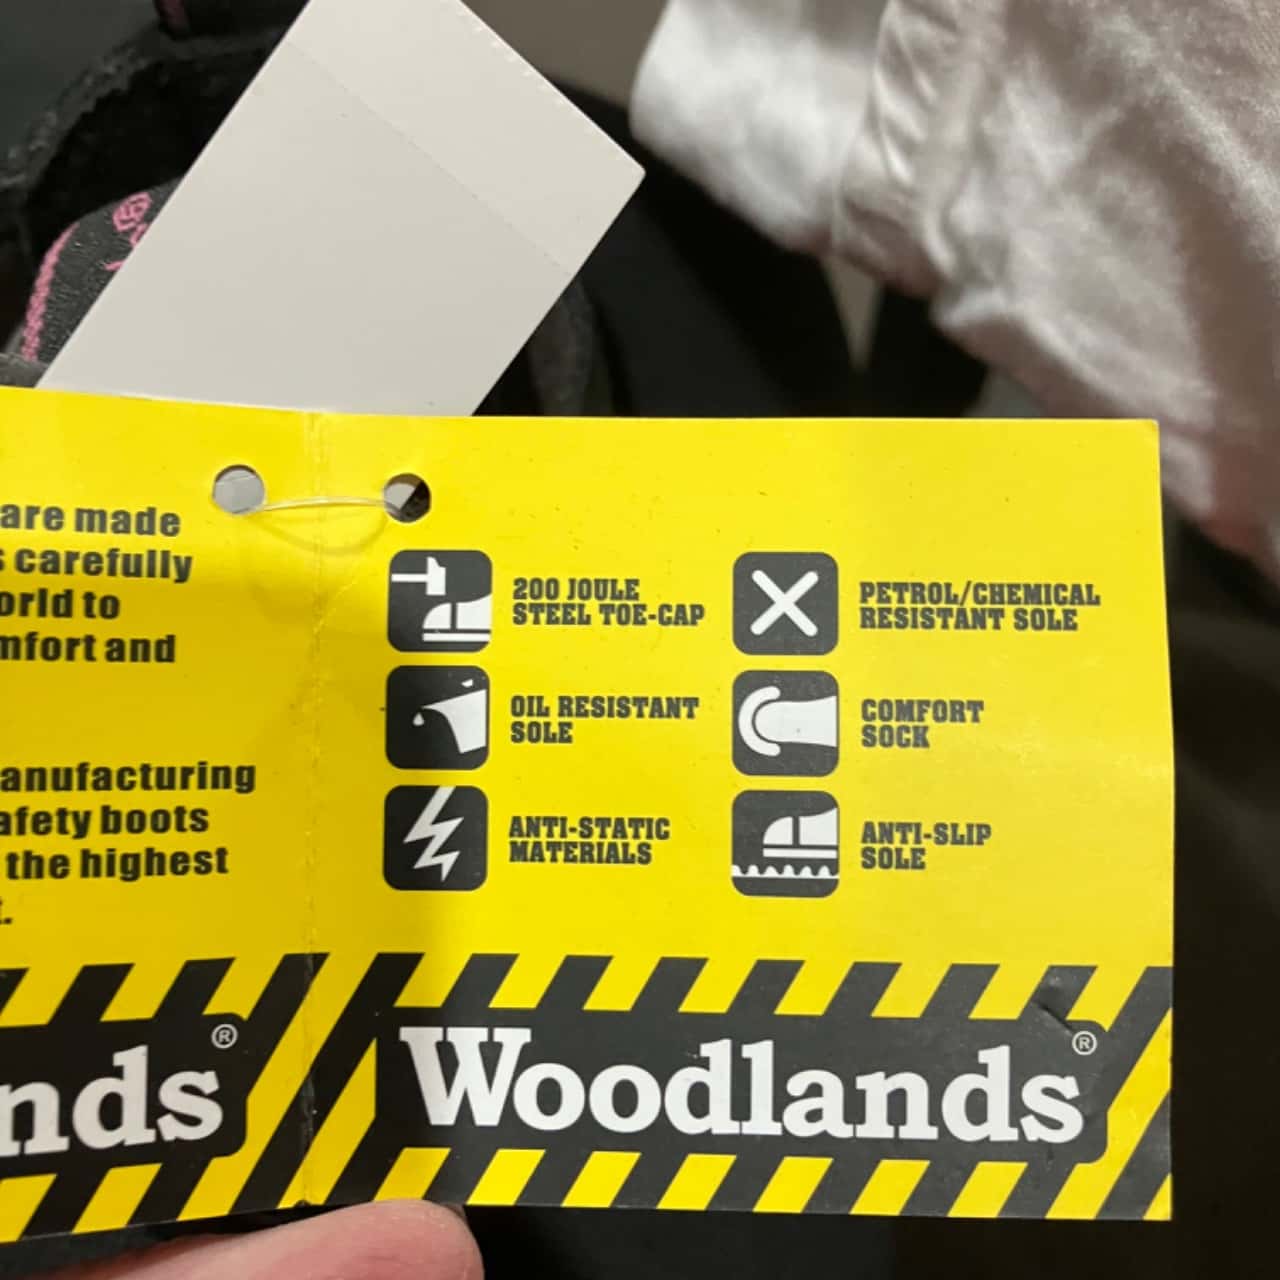 are made
carefully
orld to
mfort and
anufacturing
afety boots
the highest
t.
nds®
200 JOULE
STEEL TOE-CAP
OIL RESISTANT
SOLE
ANTI-STATIC
MATERIALS
PETROL/CHEMICAL
RESISTANT SOLE
COMFORT
SOCK
ANTI-SLIP
SOLE
Woodlands®